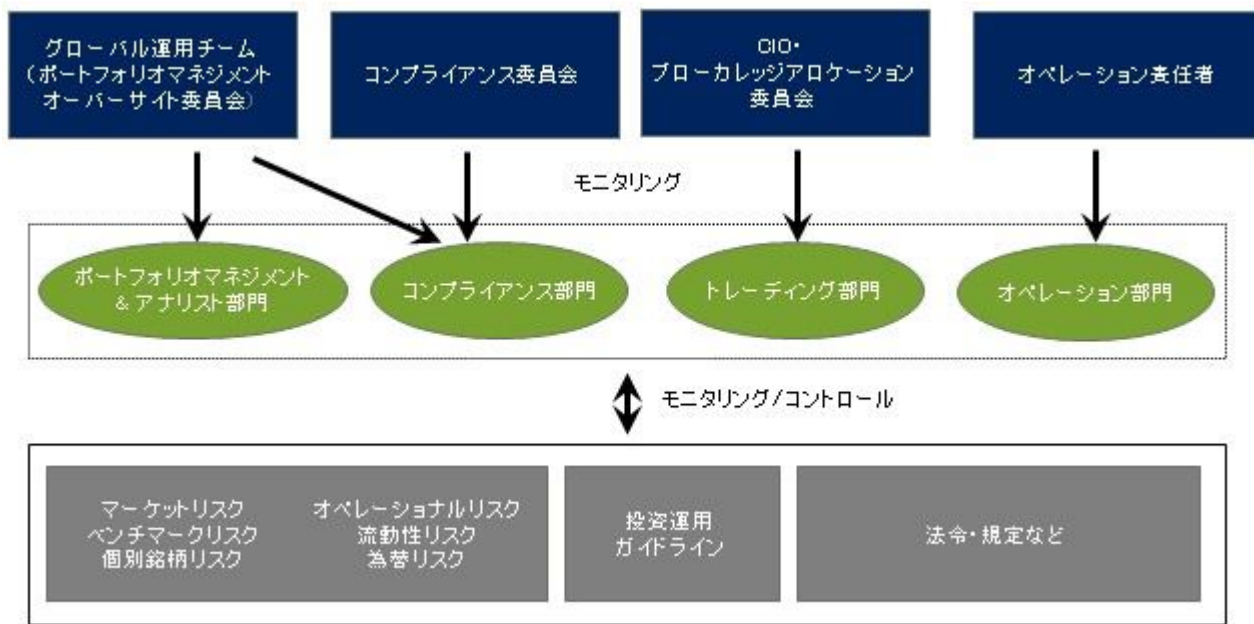 グローバル運用チーム
(ポートフォリオマネジメント
オーバーサイト委員会)
コンプライアンス委員会
CIO・
ブローカレッジアロケーション
委員会
オペレーション責任者
モニタリング
ポートフォリオマネジメント
& アナリスト部門
コンプライアンス部門
トレーディング部門
オペレーション部門
モニタリング/コントロール
マーケットリスク
ベンチマークリスク
個別銘柄リスク
オペレーショナルリスク
流動性リスク
為替リスク
投資運用
ガイドライン
法令・規定など